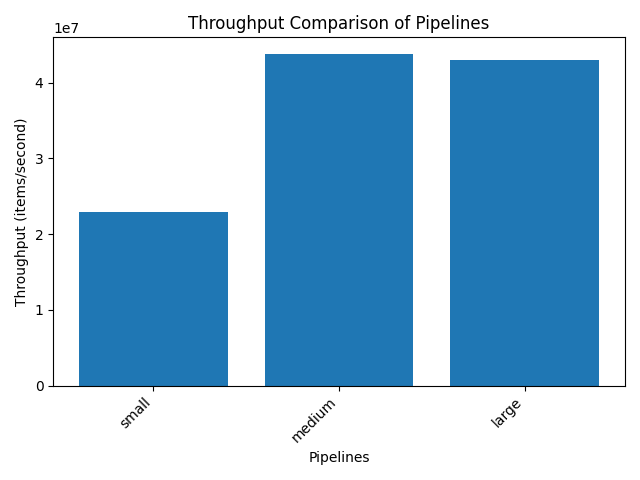 Throughput Comparison of Pipelines
1e7
Throughput (items/second)
4
3
2
1
0
small
medium
large
Pipelines